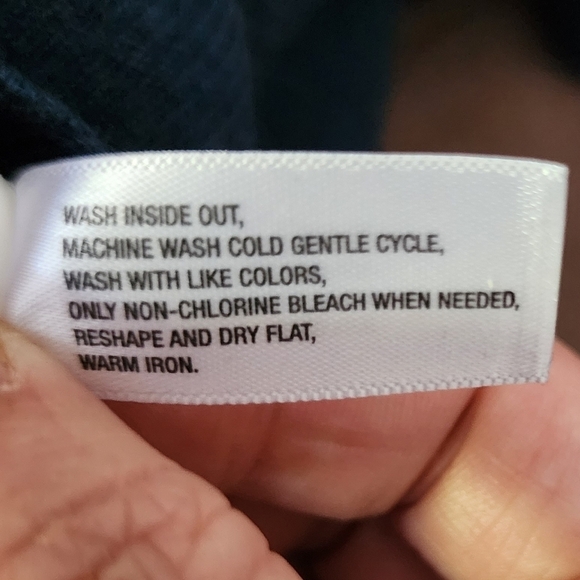 WASH INSIDE OUT,
MACHINE WASH COLD GENTLE CYCLE,
WASH WITH LIKE COLORS,
ONLY NON-CHLORINE BLEACH WHEN NEEDED,
RESHAPE AND DRY FLAT,
WARM IRON.